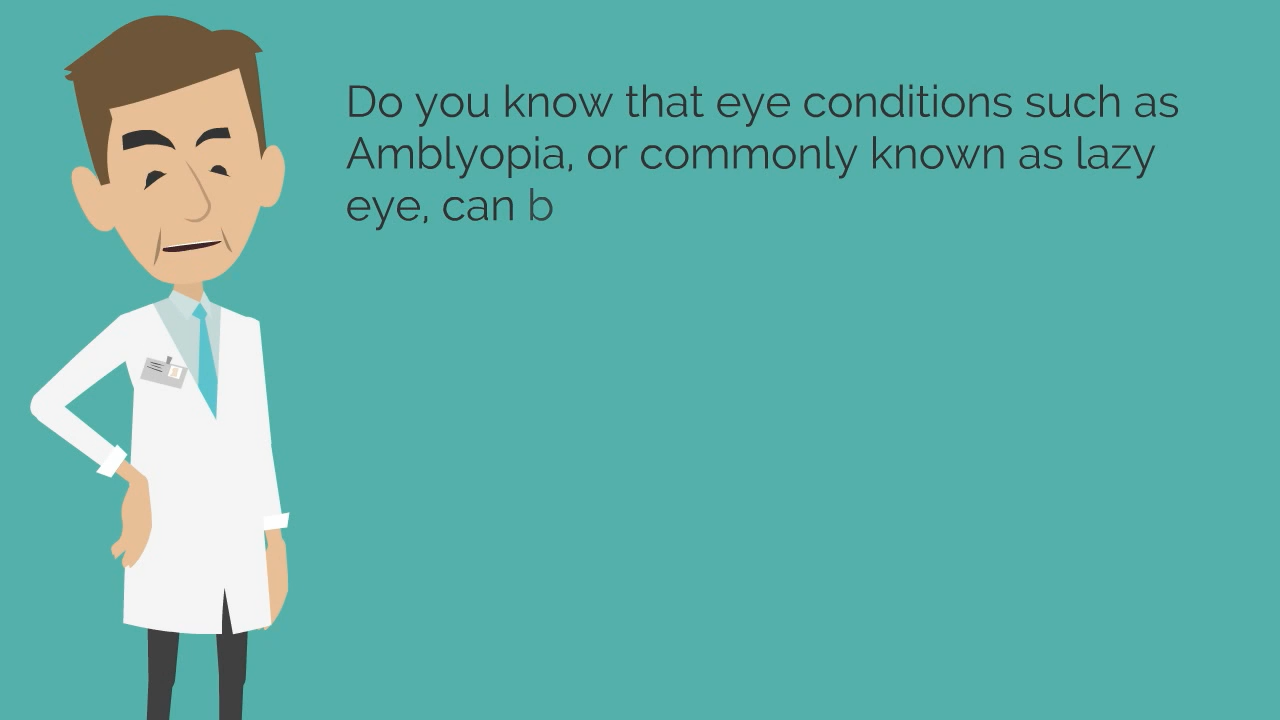 Do you know that eye conditions such as
Amblyopia, or commonly known as lazy
eye, can b